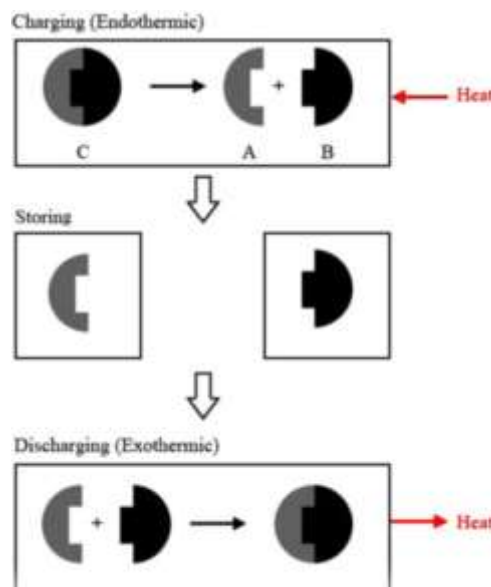 Charging (Endothermic)
+
Heat
C A B
Storing
Discharging (Exothermic)
+
Heat